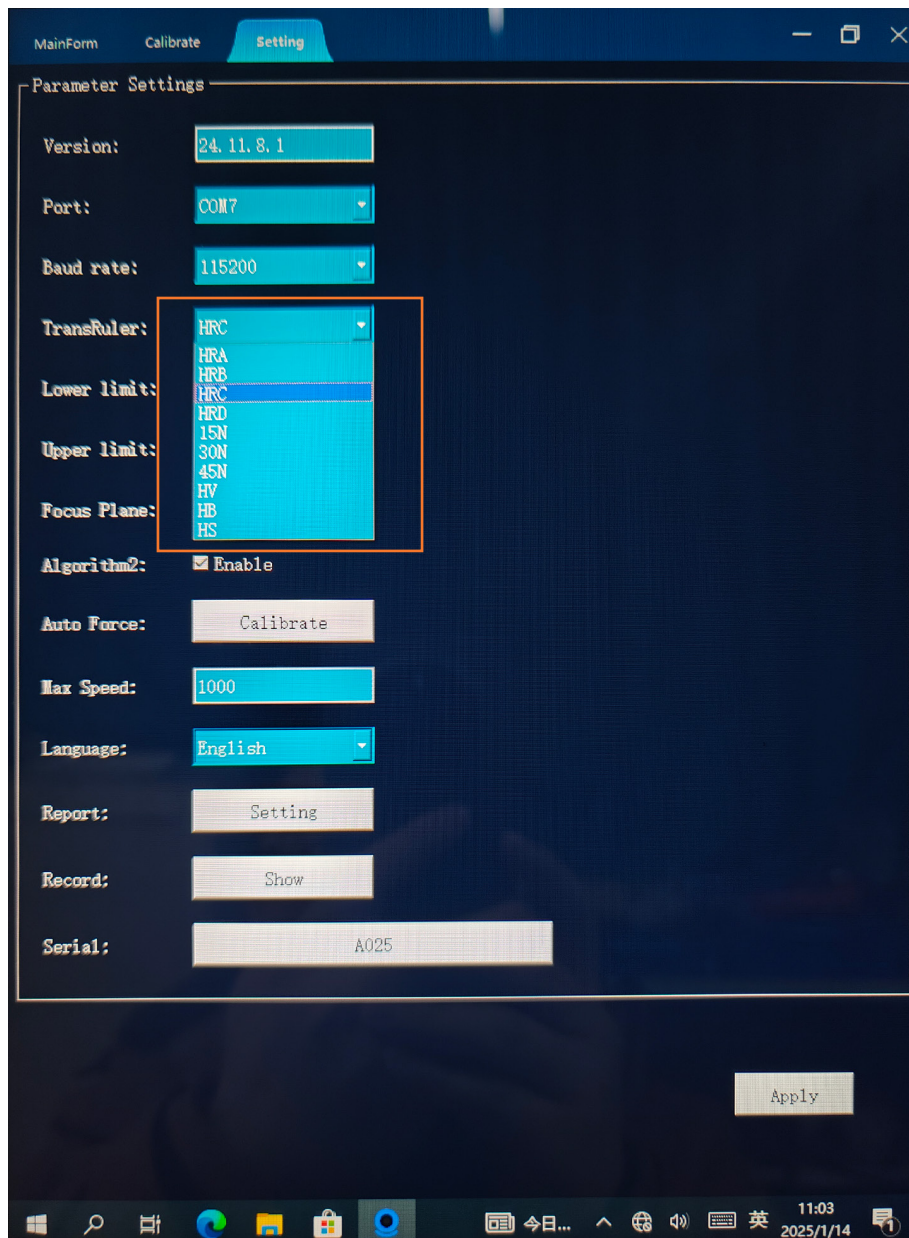 MainForm Calibrate Setting
Parameter Settings
Version: 24.11.8.1
Port: COM7
Baud rate: 115200
TransRuler: HRC
HRA
HRB
HRC
HRD
15N
30N
45N
HV
HB
HS
Lower limit:
Upper limit:
Focus Plane:
Algorithm2: Enable
Auto Force: Calibrate
Max Speed: 1000
Language: English
Report: Setting
Record: Show
Serial: A025
Apply
今日... 英 11:03
2025/1/14
1